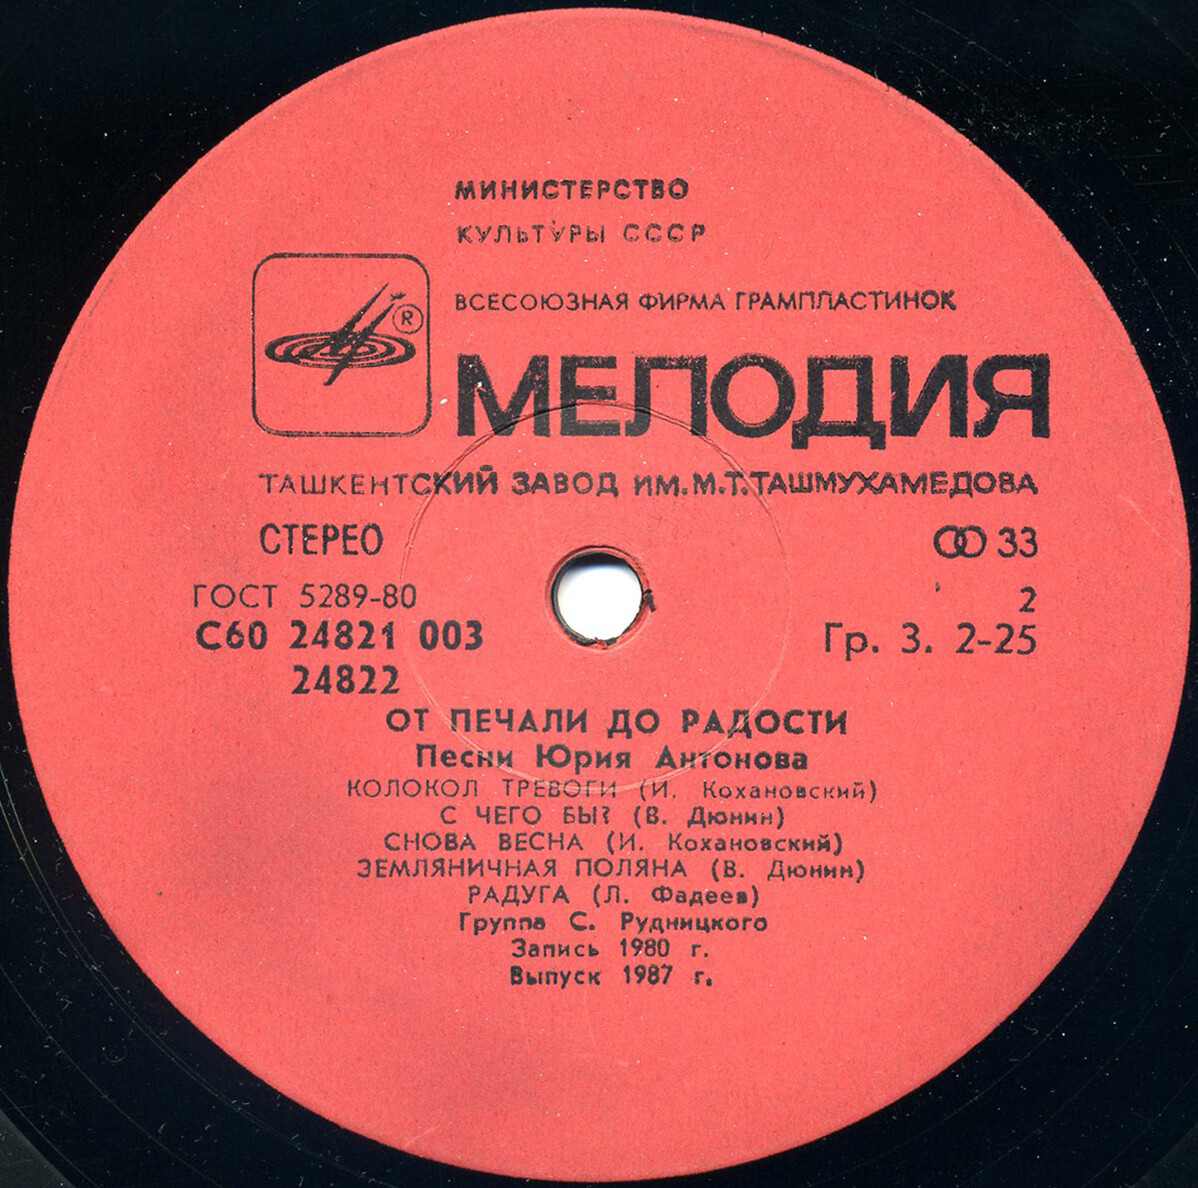 МИНИСТЕРСТВО
КУЛЬТУРЫ СССР
ВСЕСОЮЗНАЯ ФИРМА ГРАМПЛАСТИНОК
®
МЕЛОДИЯ
ТАШКЕНТСКИЙ ЗАВОД ИМ. М.Т. ТАШМУХАМЕДОВА
СТЕРЕО
33
ГОСТ 5289-80
2
С60 24821 003
Гр. 3. 2-25
24822
ОТ ПЕЧАЛИ ДО РАДОСТИ
Песни Юрия Антонова
КОЛОКОЛ ТРЕВОГИ (И. Кохановский)
С ЧЕГО БЫ? (В. Дюнин)
СНОВА ВЕСНА (И. Кохановский)
ЗЕМЛЯНИЧНАЯ ПОЛЯНА (В. Дюнин)
РАДУГА (Л. Фадеев)
Группа С. Рудницкого
Запись 1980 г.
Выпуск 1987 г.